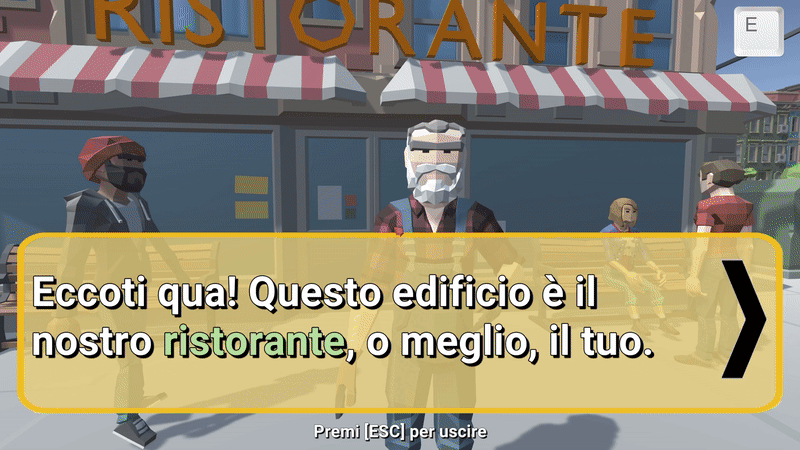 RISTORANTE
E
Eccoti qua! Questo edificio è il
nostro ristorante, o meglio, il tuo.
Premi [ESC] per uscire